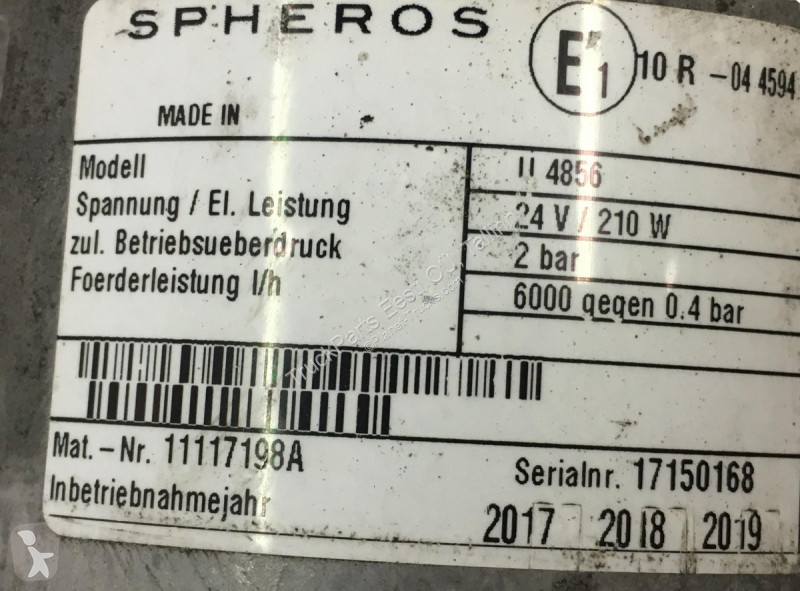 SPHEROS
E1
10 R - 04 4594
MADE IN
Modell U 4856
Spannung / El. Leistung 24 V / 210 W
zul. Betriebsueberdruck 2 bar
Foerderleistung l/h 6000 gegen 0.4 bar
Mat.-Nr. 11117198A
Serialnr. 17150168
Inbetriebnahmejahr 2017 2018 2019